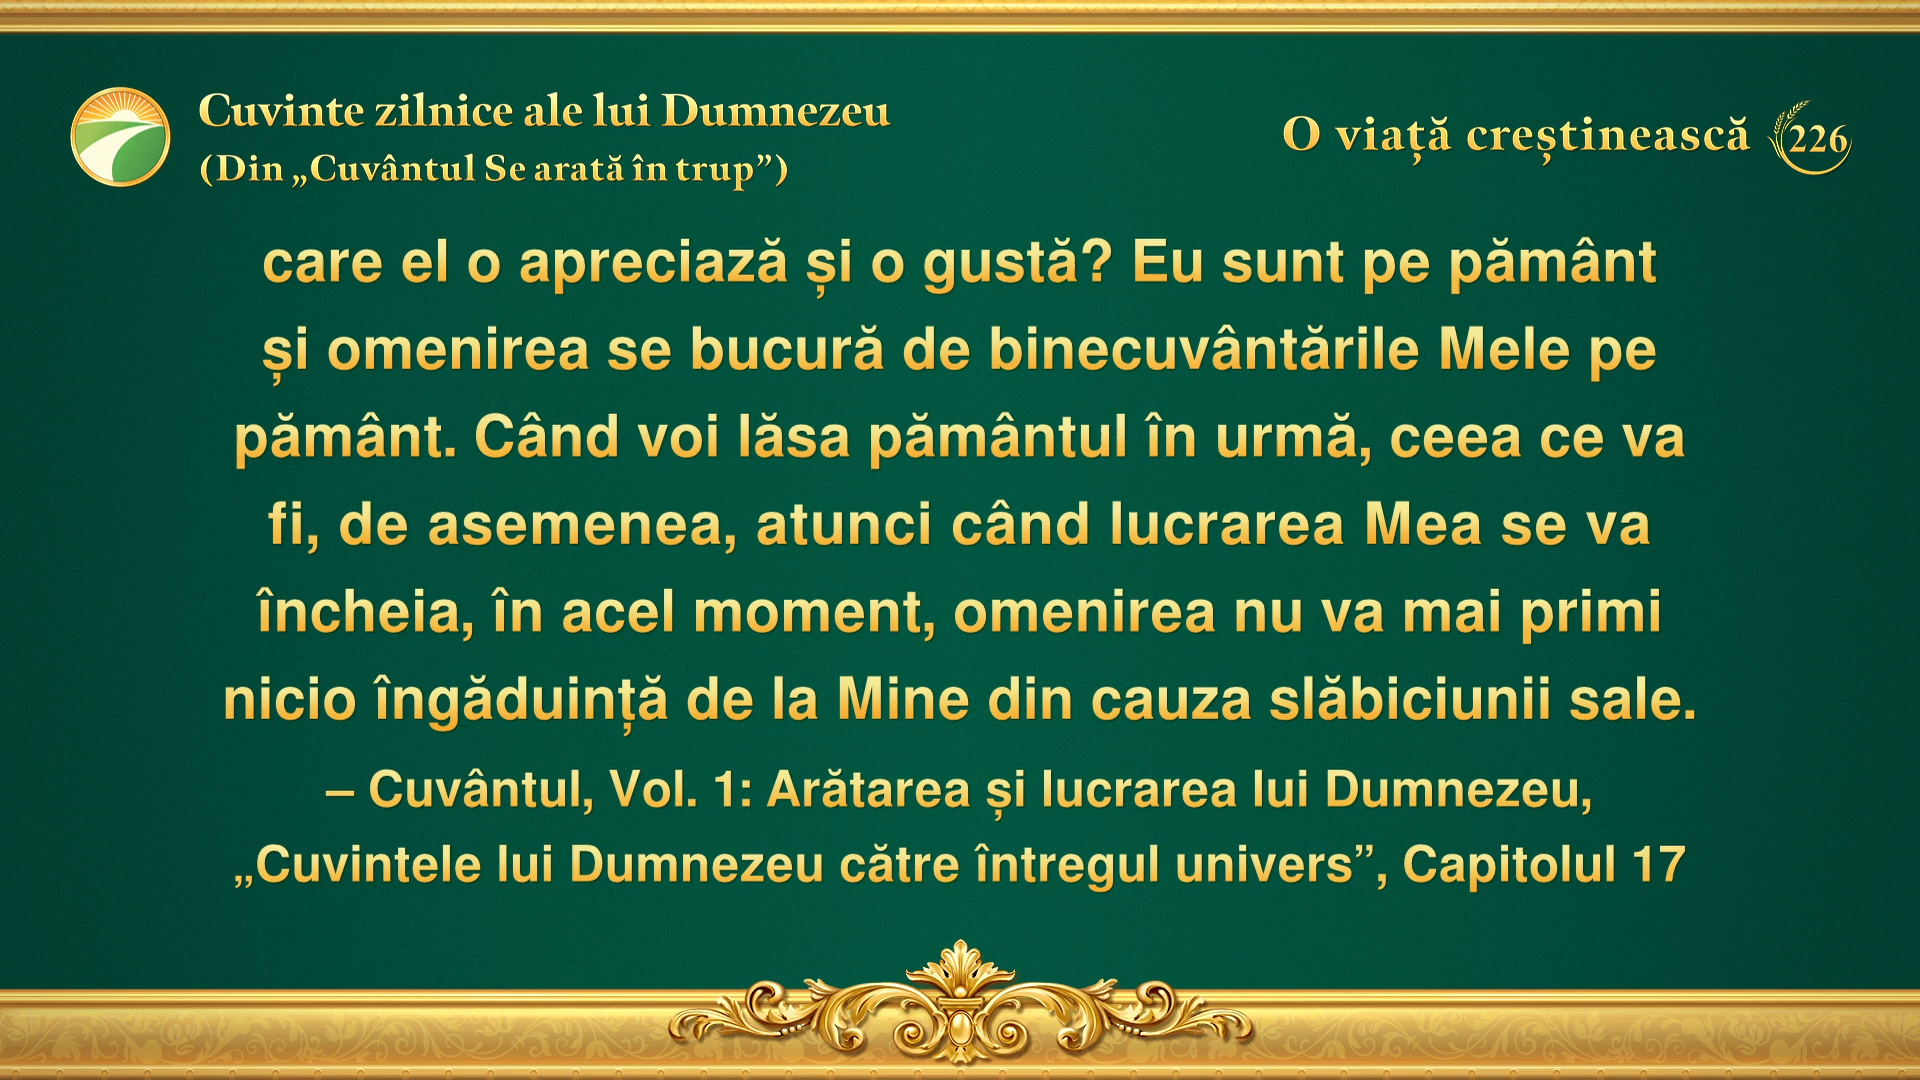 Cuvinte zilnice ale lui Dumnezeu
(Din „Cuvântul Se arată în trup”)
O viață creștinească 226
care el o apreciază și o gustă? Eu sunt pe pământ
și omenirea se bucură de binecuvântările Mele pe
pământ. Când voi lăsa pământul în urmă, ceea ce va
fi, de asemenea, atunci când lucrarea Mea se va
încheia, în acel moment, omenirea nu va mai primi
nicio îngăduință de la Mine din cauza slăbiciunii sale.
– Cuvântul, Vol. 1: Arătarea și lucrarea lui Dumnezeu,
„Cuvintele lui Dumnezeu către întregul univers”, Capitolul 17